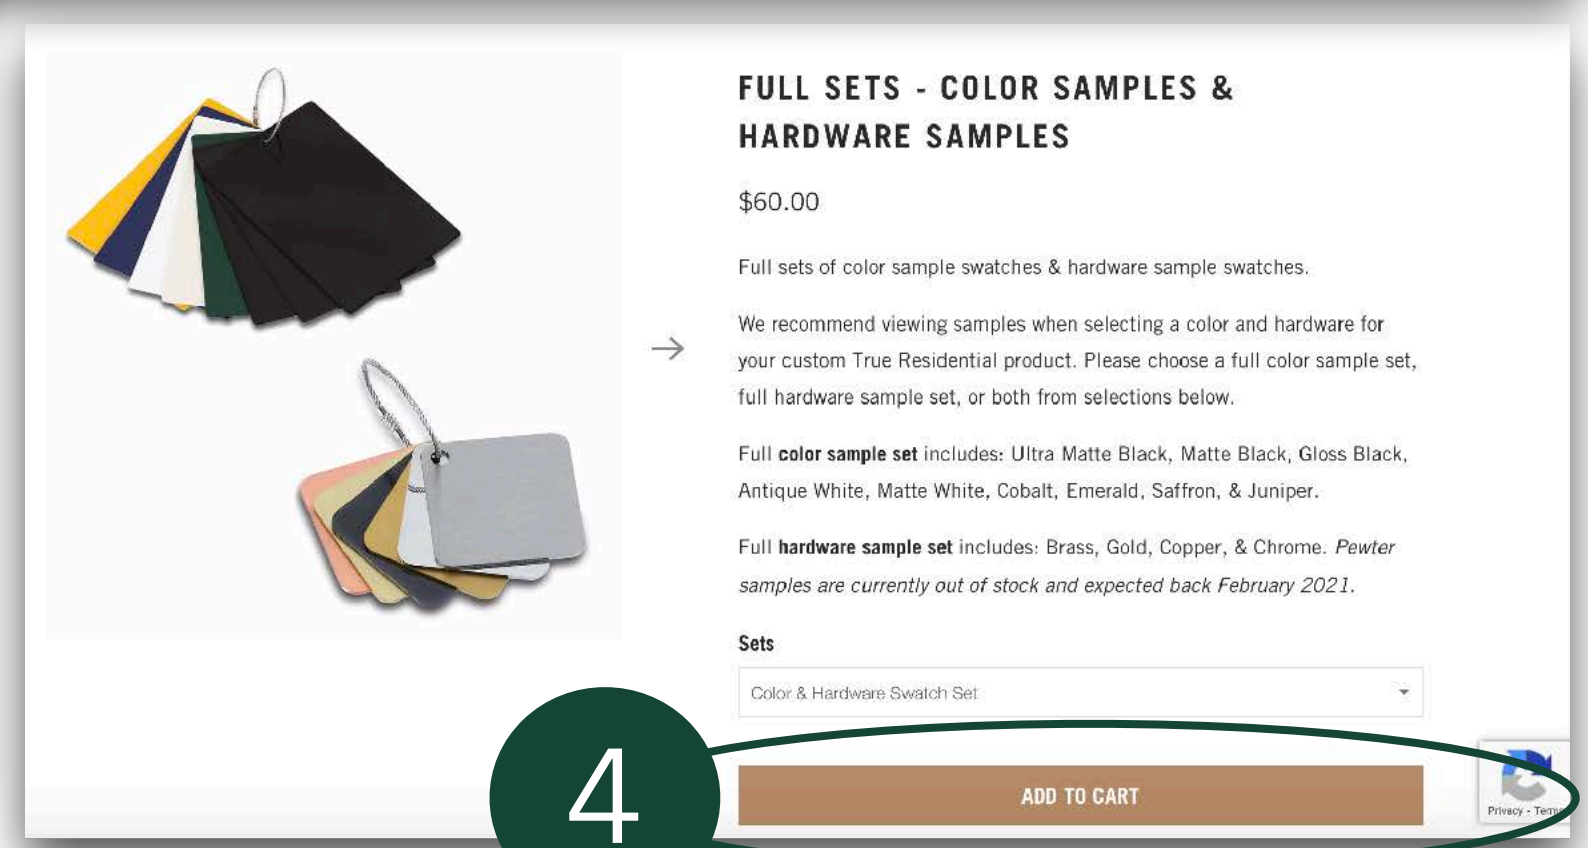 FULL SETS - COLOR SAMPLES &
HARDWARE SAMPLES
$60.00
Full sets of color sample swatches & hardware sample swatches.
We recommend viewing samples when selecting a color and hardware for
your custom True Residential product. Please choose a full color sample set,
full hardware sample set, or both from selections below.
Full color sample set includes: Ultra Matte Black, Matte Black, Gloss Black,
Antique White, Matte White, Cobalt, Emerald, Saffron, & Juniper.
Full hardware sample set includes: Brass, Gold, Copper, & Chrome. Pewter
samples are currently out of stock and expected back February 2021.
Sets
Color & Hardware Swatch Set
4
ADD TO CART
Privacy - Terms